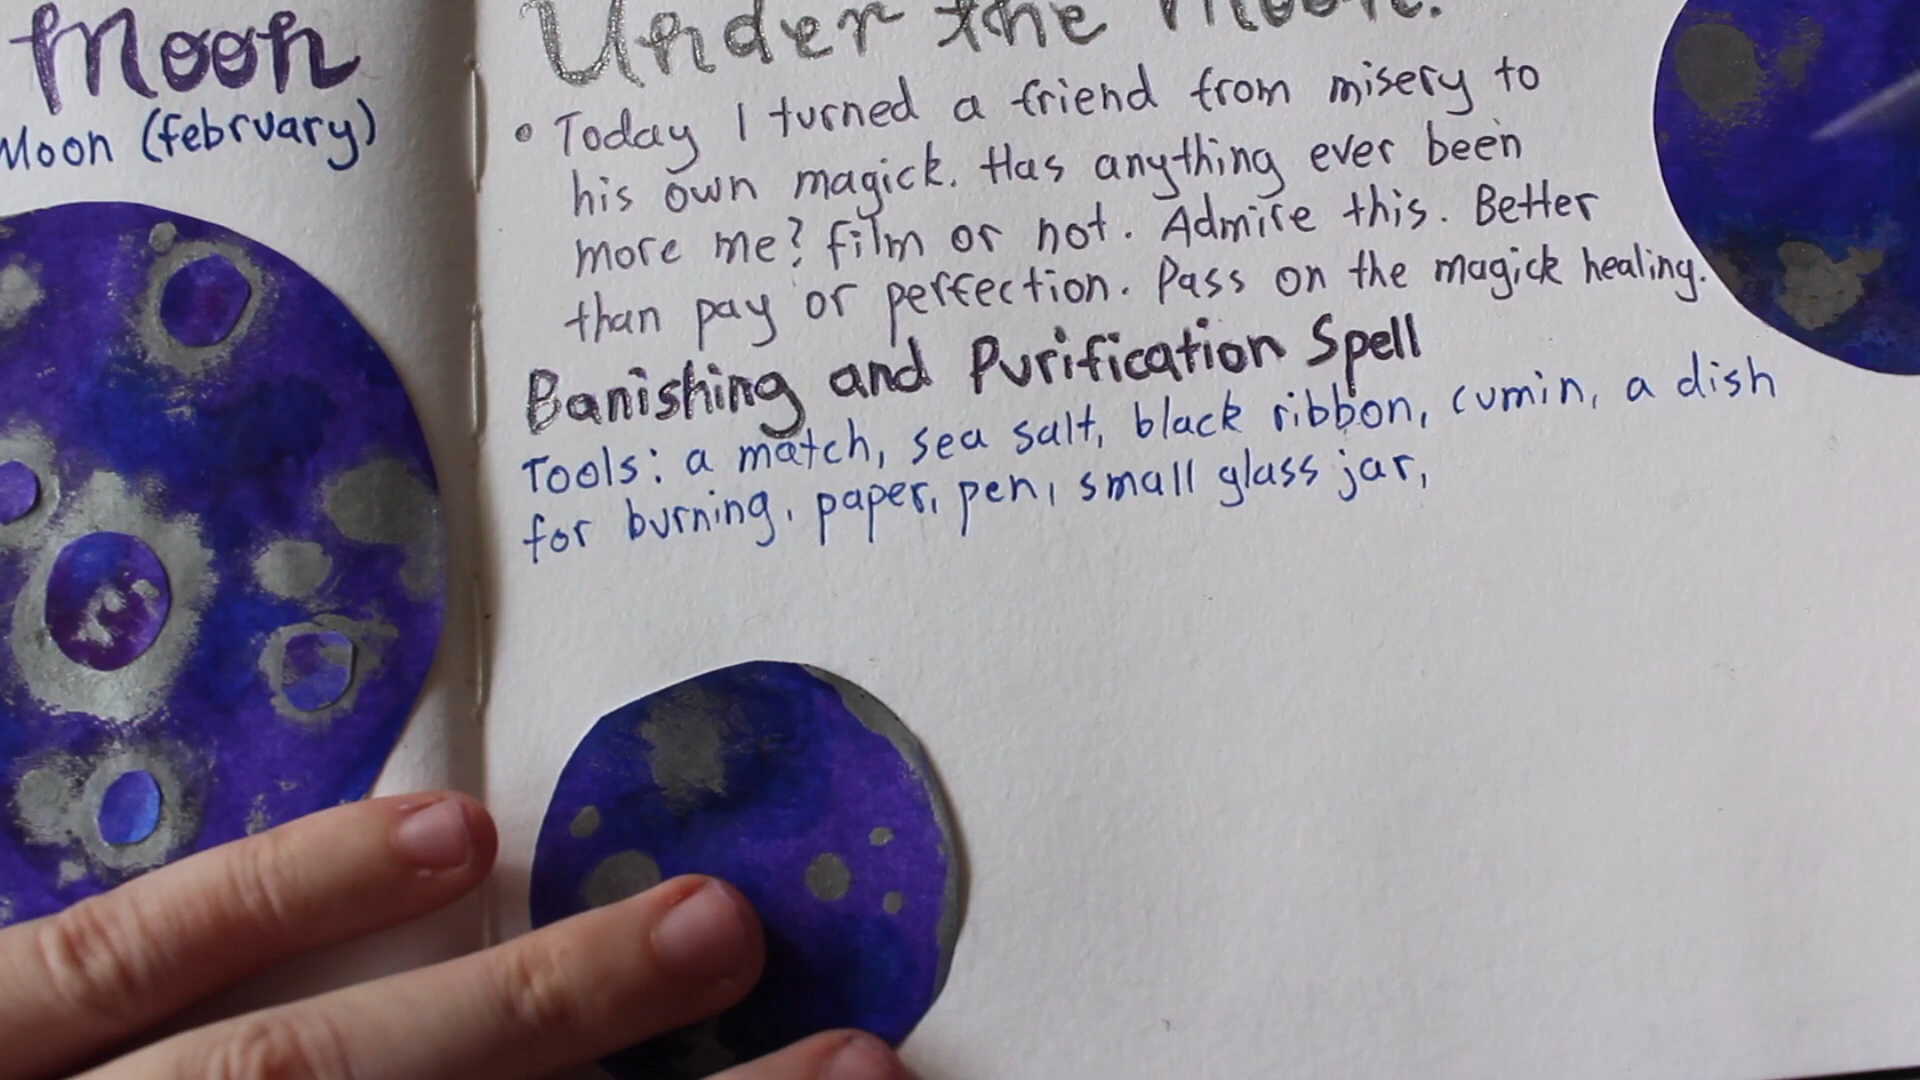 Moon
Moon (february)
Under the Moon.
• Today I turned a friend from misery to
his own magick. Has anything ever been
more me? film or not. Admire this. Better
than pay or perfection. Pass on the magick healing.
Banishing and Purification Spell
Tools: a match, sea salt, black ribbon, cumin, a dish
for burning, paper, pen, small glass jar,